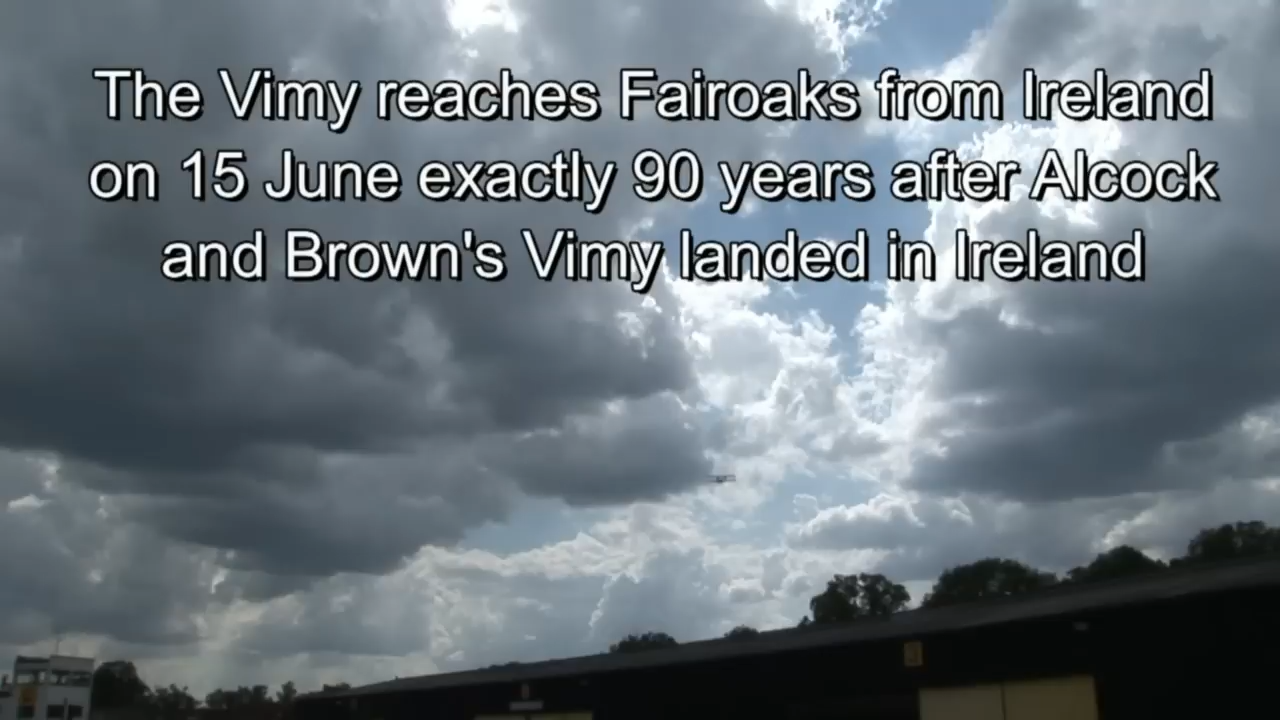 The Vimy reaches Fairoaks from Ireland
on 15 June exactly 90 years after Alcock
and Brown's Vimy landed in Ireland